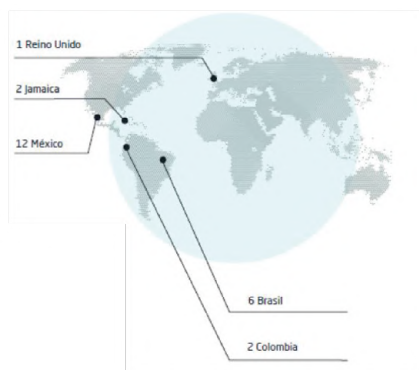 1 Reino Unido
2 Jamaica
12 México
6 Brasil
2 Colombia